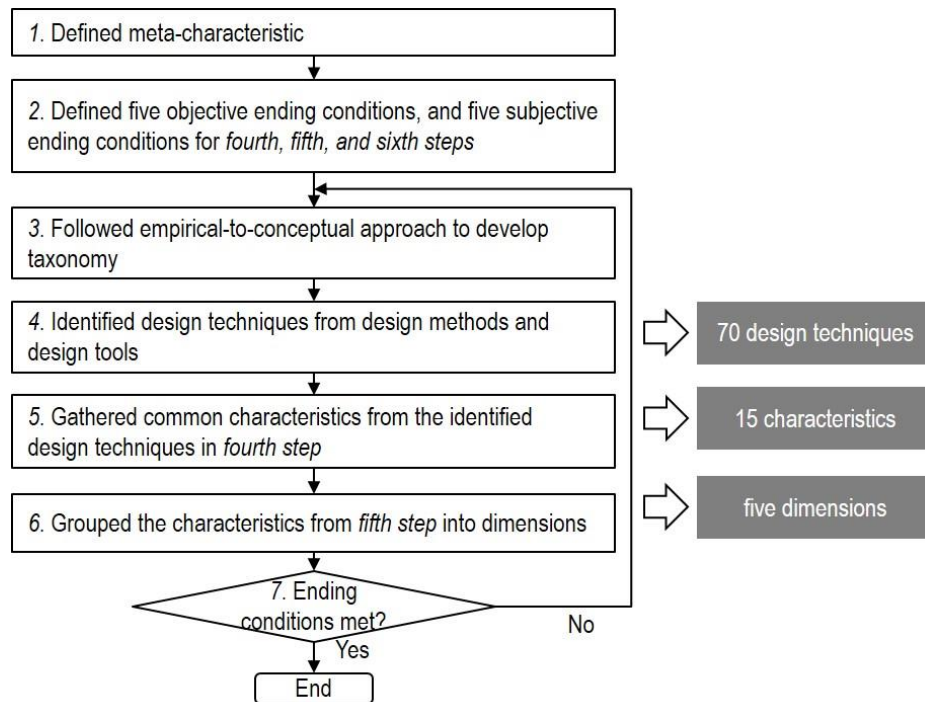 1. Defined meta-characteristic
2. Defined five objective ending conditions, and five subjective
ending conditions for fourth, fifth, and sixth steps
3. Followed empirical-to-conceptual approach to develop
taxonomy
4. Identified design techniques from design methods and
design tools
70 design techniques
5. Gathered common characteristics from the identified
design techniques in fourth step
15 characteristics
6. Grouped the characteristics from fifth step into dimensions
five dimensions
7. Ending
conditions met?
No
Yes
End